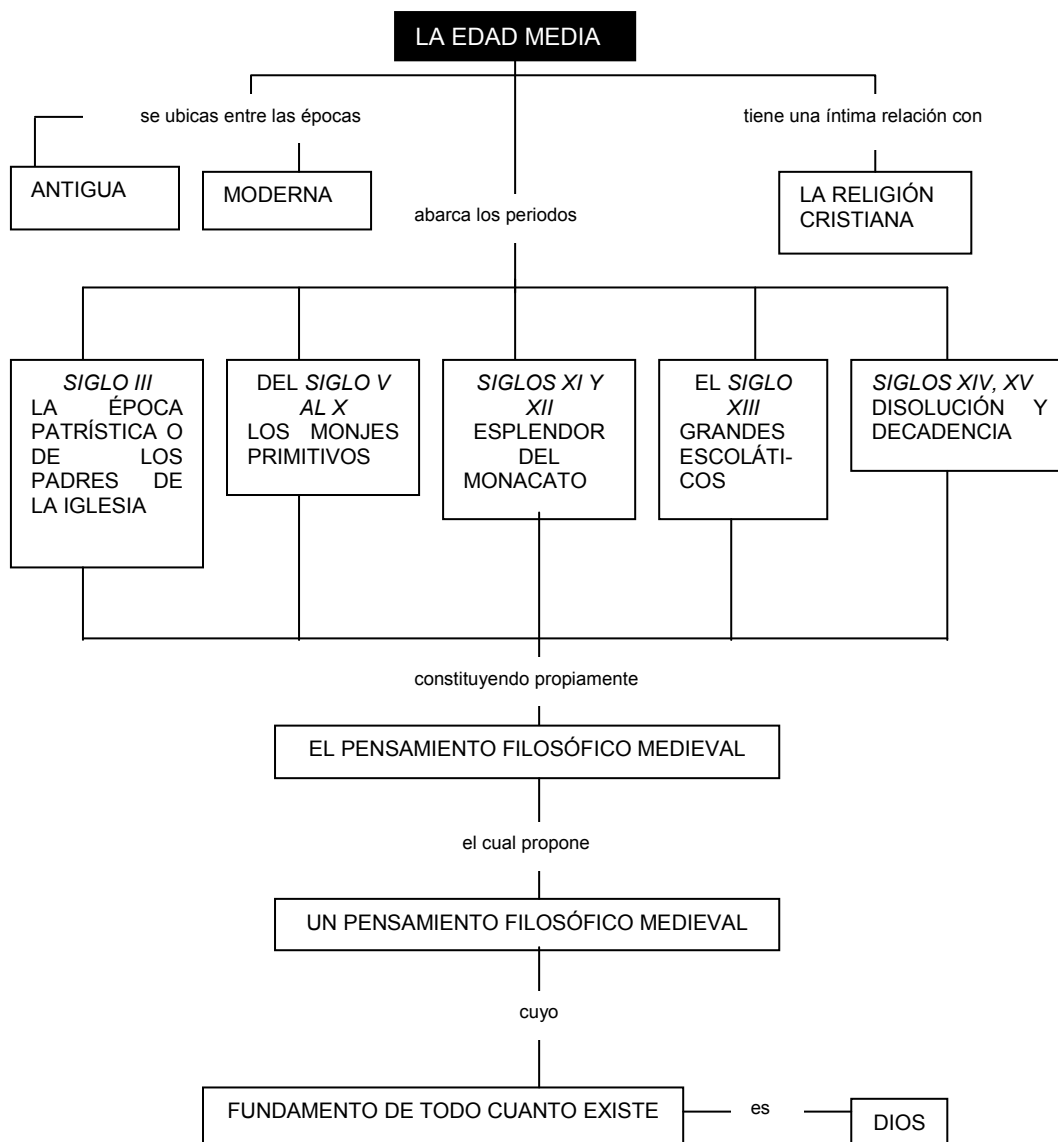 LA EDAD MEDIA
se ubicas entre las épocas
tiene una íntima relación con
ANTIGUA
MODERNA
LA RELIGIÓN
CRISTIANA
abarca los periodos
SIGLO III
LA ÉPOCA
PATRÍSTICA O
DE LOS
PADRES DE
LA IGLESIA
DEL SIGLO V
AL X
LOS MONJES
PRIMITIVOS
SIGLOS XI Y
XII
ESPLENDOR
DEL
MONACATO
EL SIGLO
XIII
GRANDES
ESCOLÁTI-
COS
SIGLOS XIV, XV
DISOLUCIÓN Y
DECADENCIA
constituyendo propiamente
EL PENSAMIENTO FILOSÓFICO MEDIEVAL
el cual propone
UN PENSAMIENTO FILOSÓFICO MEDIEVAL
cuyo
FUNDAMENTO DE TODO CUANTO EXISTE
es
DIOS